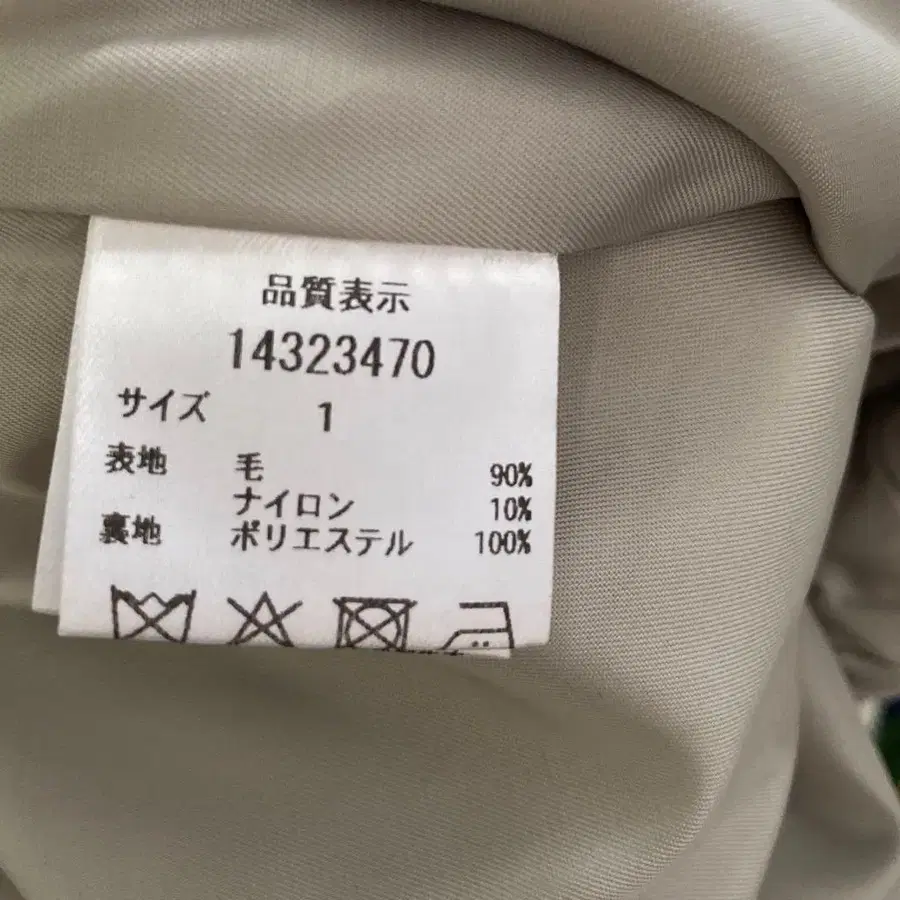 品質表示
14323470
サイズ 1
表地 毛 90%
ナイロン 10%
裏地 ポリエステル 100%